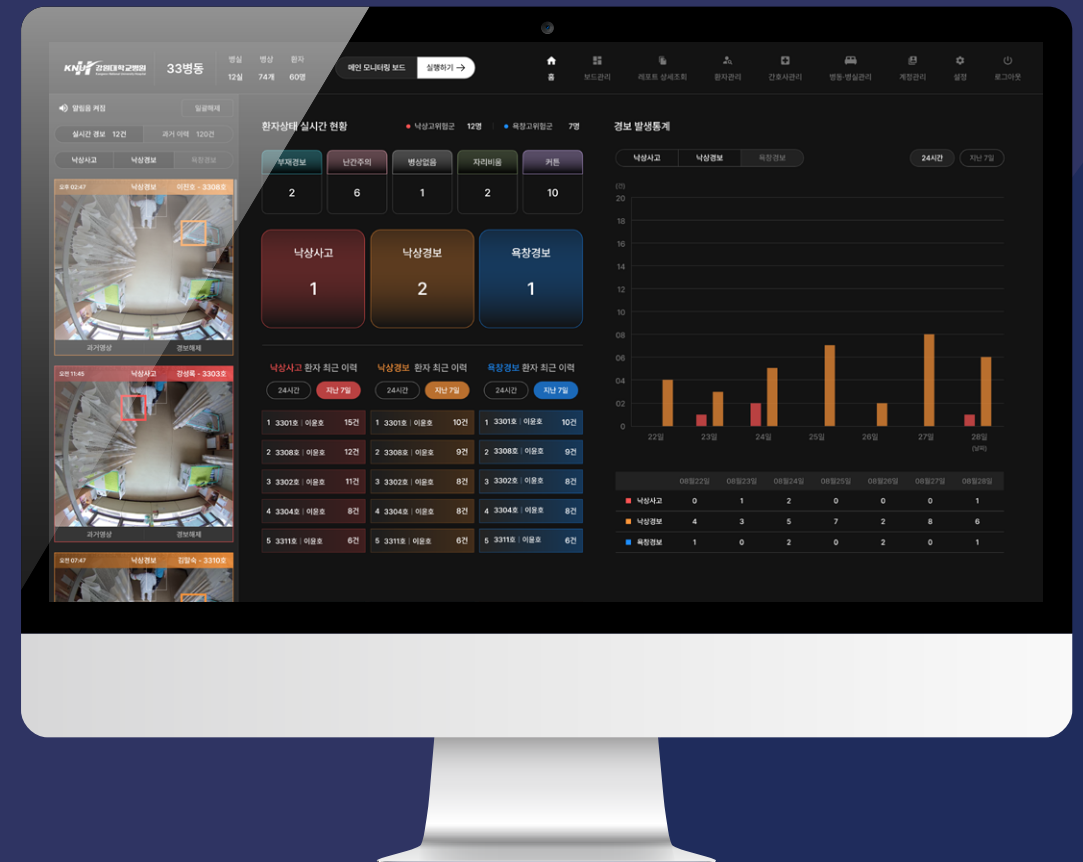 KNUH 강원대학교병원
33병동
병실 병상 환자
12실 74개 60명
메인 모니터링 보드 실행하기 →
홈 보드관리 레포트 상세조회 환자관리 간호사관리 병동·병실관리 계정관리 설정 로그아웃
알림음 켜짐 일괄해제
실시간 경보 12건 과거 이력 120건
낙상사고 낙상경보 욕창경보
오후 02:47 낙상경보 이진호 - 3308호
과거영상 경보해제
오전 11:45 낙상사고 강성록 - 3303호
과거영상 경보해제
오전 07:47 낙상경보 김말숙 - 3310호
환자상태 실시간 현황 낙상고위험군 12명 욕창고위험군 7명
부재경보 난간주의 병상없음 자리비움 커튼
2 6 1 2 10
낙상사고 낙상경보 욕창경보
1 2 1
낙상사고 환자 최근 이력 낙상경보 환자 최근 이력 욕창경보 환자 최근 이력
24시간 지난 7일 24시간 지난 7일 24시간 지난 7일
1 3301호 이윤호 15건 1 3301호 이윤호 10건 1 3301호 이윤호 10건
2 3308호 이윤호 12건 2 3308호 이윤호 9건 2 3308호 이윤호 9건
3 3302호 이윤호 11건 3 3302호 이윤호 8건 3 3302호 이윤호 8건
4 3304호 이윤호 8건 4 3304호 이윤호 8건 4 3304호 이윤호 8건
5 3311호 이윤호 6건 5 3311호 이윤호 6건 5 3311호 이윤호 6건
경보 발생통계
낙상사고 낙상경보 욕창경보 24시간 지난 7일
(건)
20
18
16
14
12
10
08
06
04
02
0
22일 23일 24일 25일 26일 27일 28일
(날짜)
08월22일 08월23일 08월24일 08월25일 08월26일 08월27일 08월28일
낙상사고 0 1 2 0 0 0 1
낙상경보 4 3 5 7 2 8 6
욕창경보 1 0 2 0 2 0 1